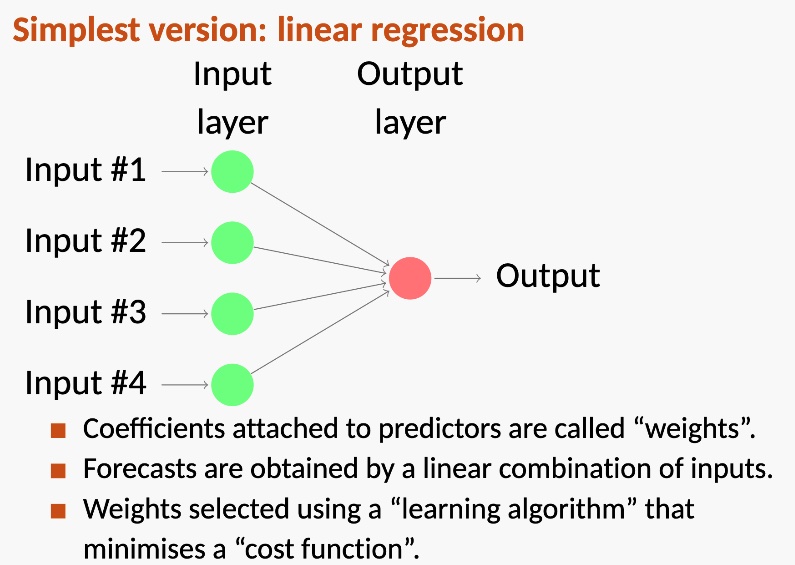 Simplest version: linear regression
Input layer
Output layer
Input #1
Input #2
Input #3
Input #4
Output
■ Coefficients attached to predictors are called “weights”.
■ Forecasts are obtained by a linear combination of inputs.
■ Weights selected using a “learning algorithm” that
minimises a “cost function”.